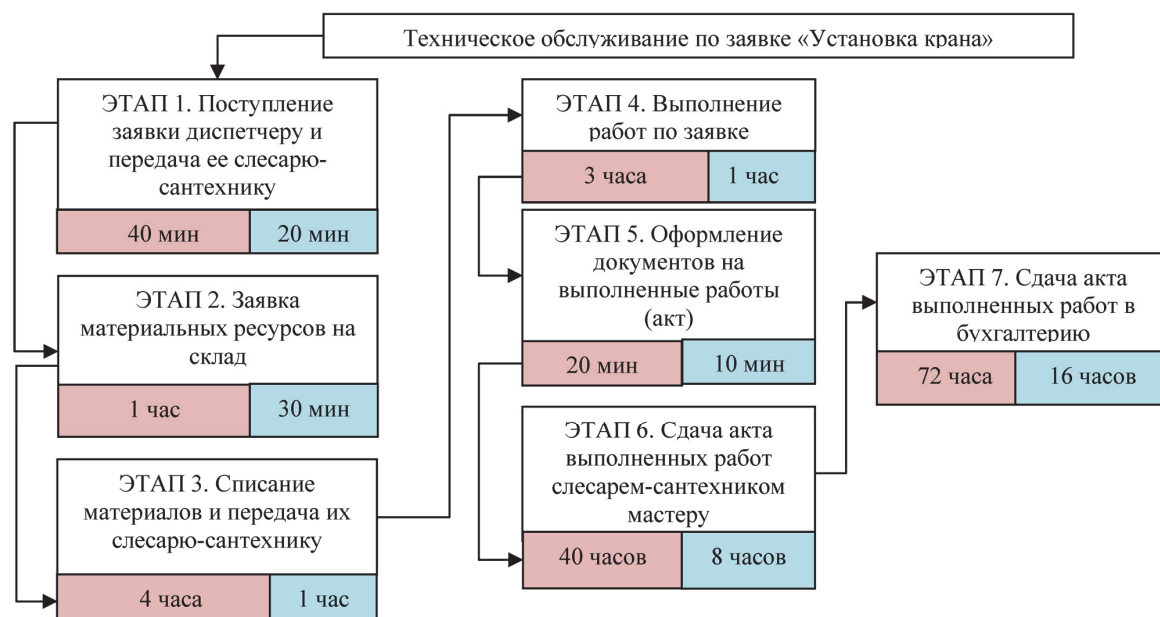 Техническое обслуживание по заявке «Установка крана»
ЭТАП 1. Поступление
заявки диспетчеру и
передача ее слесарю-
сантехнику
40 мин
20 мин
ЭТАП 2. Заявка
материальных ресурсов на
склад
1 час
30 мин
ЭТАП 3. Списание
материалов и передача их
слесарю-сантехнику
4 часа
1 час
ЭТАП 4. Выполнение
работ по заявке
3 часа
1 час
ЭТАП 5. Оформление
документов на
выполненные работы
(акт)
20 мин
10 мин
ЭТАП 6. Сдача акта
выполненных работ
слесарем-сантехником
мастеру
40 часов
8 часов
ЭТАП 7. Сдача акта
выполненных работ в
бухгалтерию
72 часа
16 часов